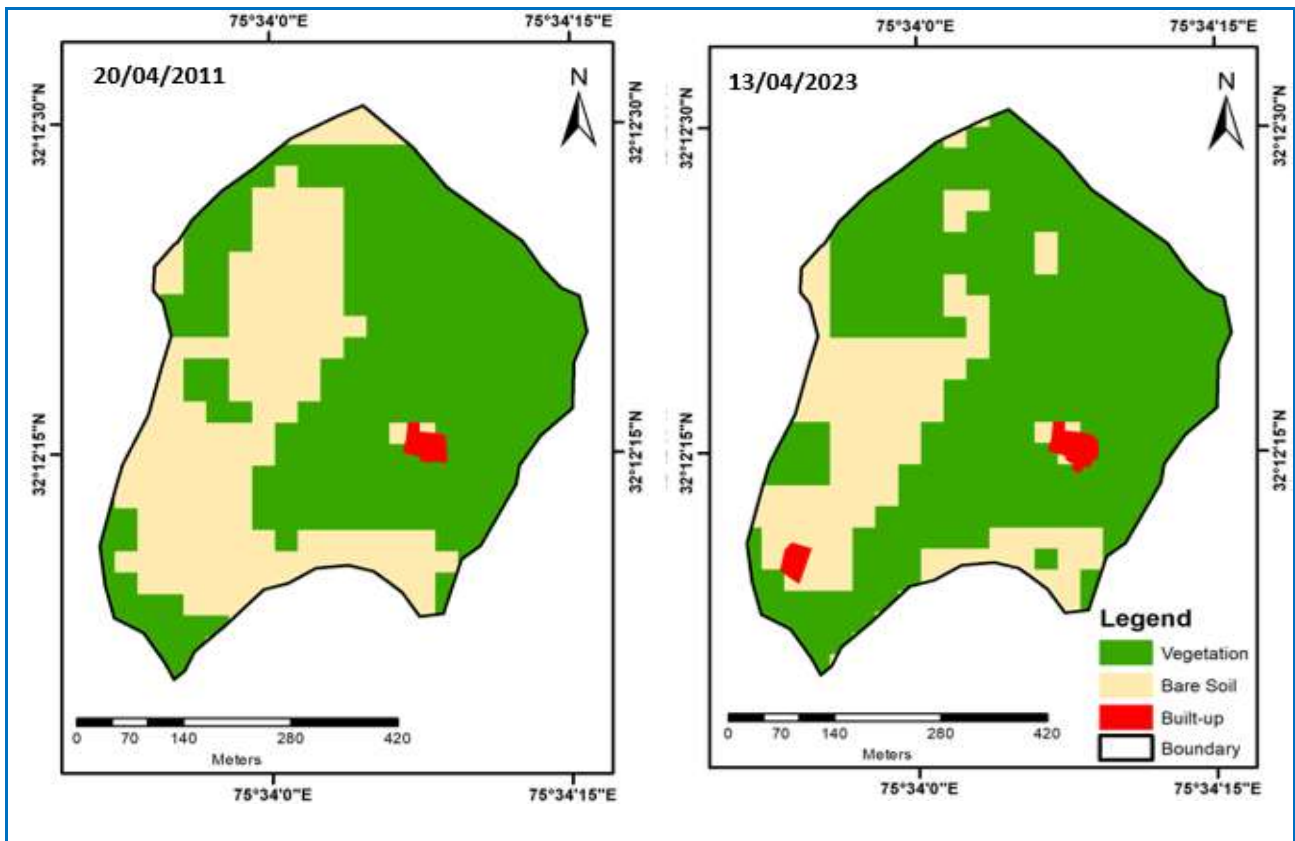 75°34'0"E
75°34'15"E
20/04/2011
N
32°12'30"N
32°12'30"N
32°12'15"N
32°12'15"N
0 70 140 280 420
Meters
75°34'0"E
75°34'15"E
75°34'0"E
75°34'15"E
13/04/2023
N
32°12'30"N
32°12'30"N
32°12'15"N
32°12'15"N
Legend
Vegetation
Bare Soil
Built-up
Boundary
0 70 140 280 420
Meters
75°34'0"E
75°34'15"E